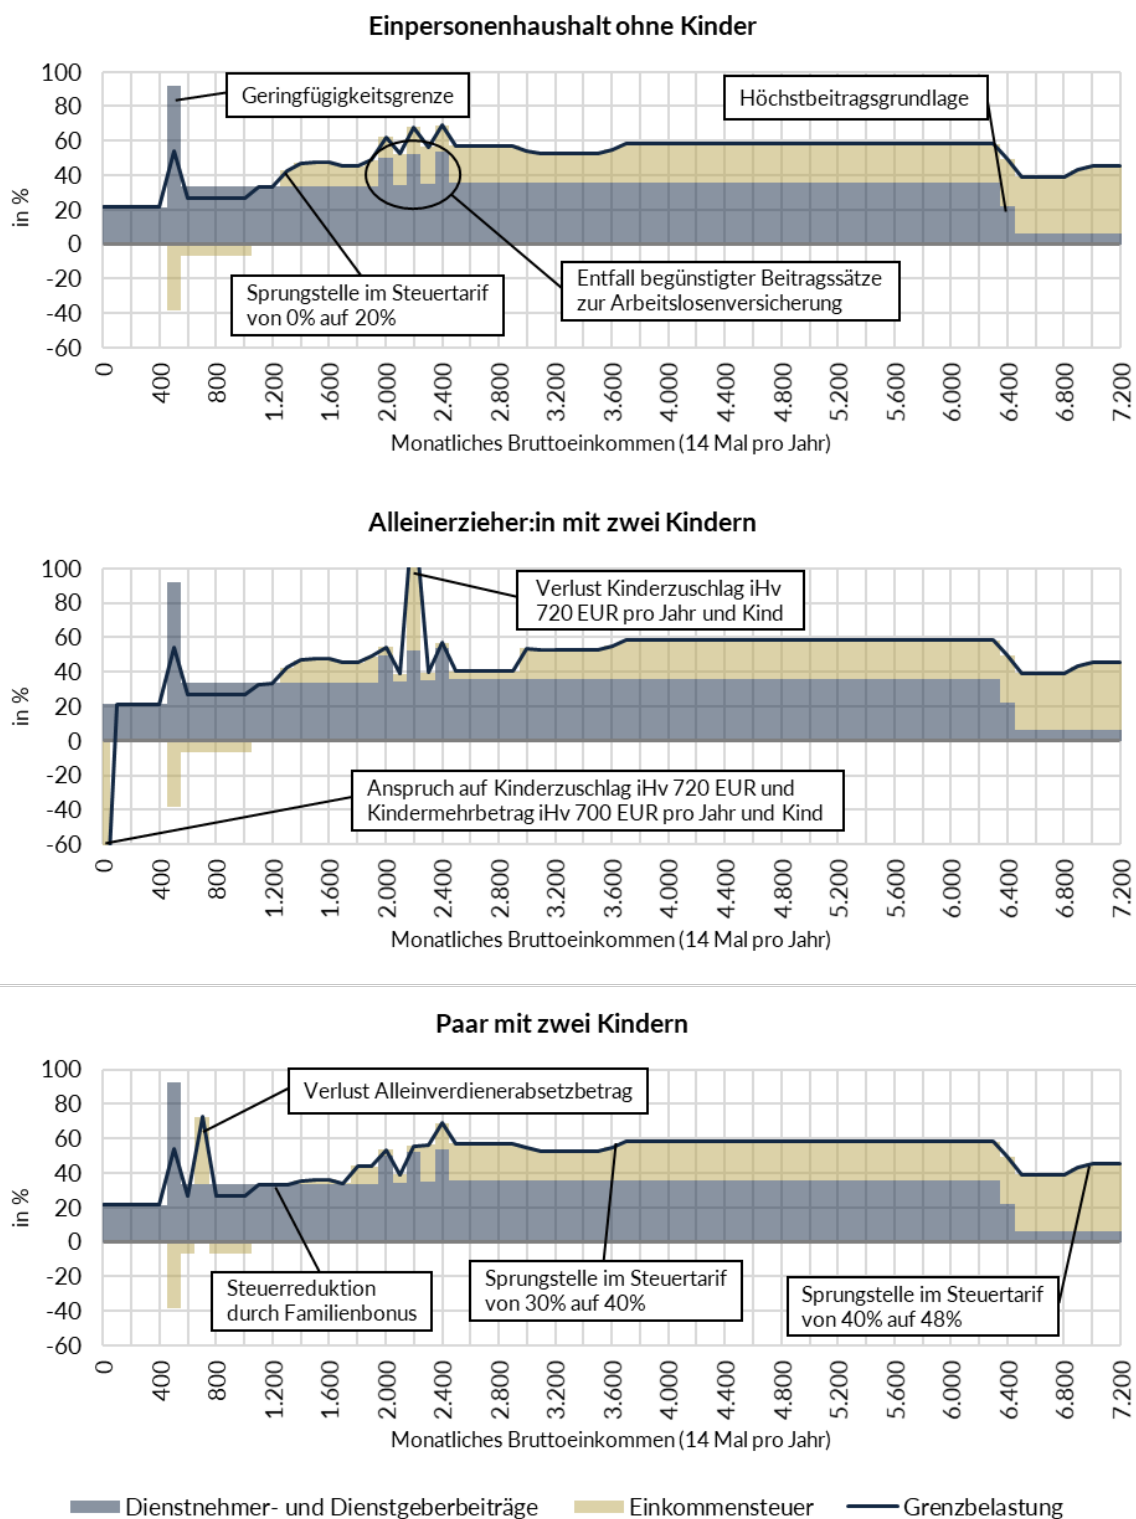 Einpersonenhaushalt ohne Kinder
100
80
60
40
20
0
-20
-40
-60
in %
Geringfügigkeitsgrenze
Höchstbeitragsgrundlage
Sprungstelle im Steuertarif
von 0% auf 20%
Entfall begünstigter Beitragssätze
zur Arbeitslosenversicherung
0
400
800
1.200
1.600
2.000
2.400
2.800
3.200
3.600
4.000
4.400
4.800
5.200
5.600
6.000
6.400
6.800
7.200
Monatliches Bruttoeinkommen (14 Mal pro Jahr)
Alleinerzieher:in mit zwei Kindern
100
80
60
40
20
0
-20
-40
-60
in %
Verlust Kinderzuschlag iHv
720 EUR pro Jahr und Kind
Anspruch auf Kinderzuschlag iHv 720 EUR und
Kindermehrbetrag iHv 700 EUR pro Jahr und Kind
0
400
800
1.200
1.600
2.000
2.400
2.800
3.200
3.600
4.000
4.400
4.800
5.200
5.600
6.000
6.400
6.800
7.200
Monatliches Bruttoeinkommen (14 Mal pro Jahr)
Paar mit zwei Kindern
100
80
60
40
20
0
-20
-40
-60
in %
Verlust Alleinverdienerabsetzbetrag
Steuerreduktion
durch Familienbonus
Sprungstelle im Steuertarif
von 30% auf 40%
Sprungstelle im Steuertarif
von 40% auf 48%
0
400
800
1.200
1.600
2.000
2.400
2.800
3.200
3.600
4.000
4.400
4.800
5.200
5.600
6.000
6.400
6.800
7.200
Monatliches Bruttoeinkommen (14 Mal pro Jahr)
Dienstnehmer- und Dienstgeberbeiträge
Einkommensteuer
Grenzbelastung